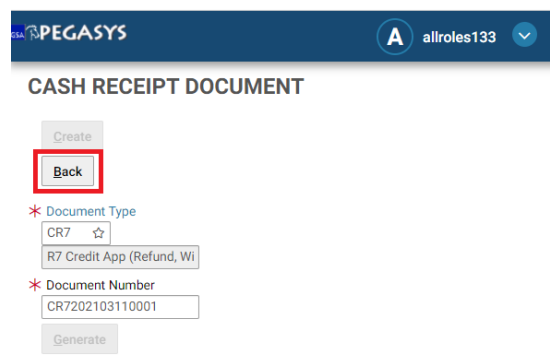 GSA PEGASYS
A allroles133
CASH RECEIPT DOCUMENT
Create
Back
* Document Type
CR7
R7 Credit App (Refund, Wi
* Document Number
CR7202103110001
Generate